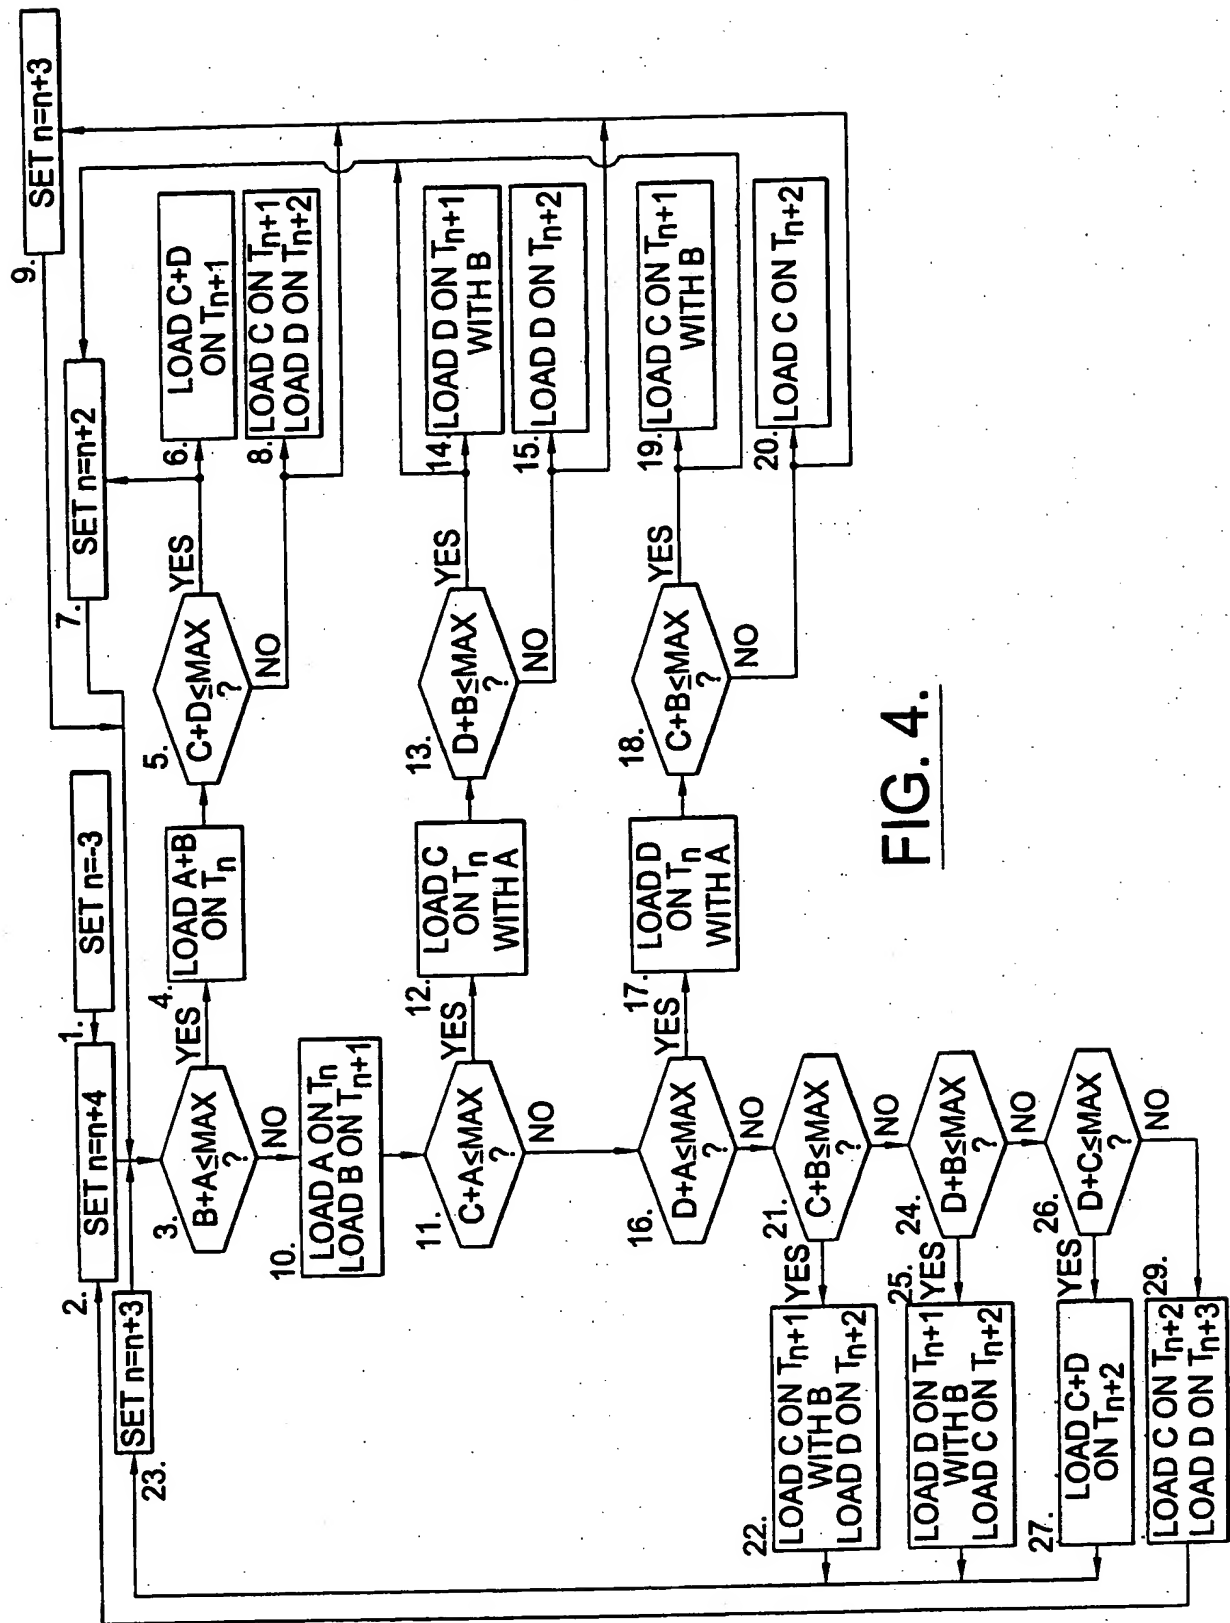 1.
SET n=-3
2.
SET n=n+4
3.
B+A≤MAX
?
YES
NO
4.
LOAD A+B
ON Tn
5.
C+D≤MAX
?
YES
NO
6.
LOAD C+D
ON Tn+1
7.
SET n=n+2
8.
LOAD C ON Tn+1
LOAD D ON Tn+2
9.
SET n=n+3
10.
LOAD A ON Tn
LOAD B ON Tn+1
11.
C+A≤MAX
?
YES
NO
12.
LOAD C
ON Tn
WITH A
13.
D+B≤MAX
?
YES
NO
14.
LOAD D ON Tn+1
WITH B
15.
LOAD D ON Tn+2
16.
D+A≤MAX
?
YES
NO
17.
LOAD D
ON Tn
WITH A
18.
C+B≤MAX
?
YES
NO
19.
LOAD C ON Tn+1
WITH B
20.
LOAD C ON Tn+2
21.
C+B≤MAX
?
YES
NO
22.
LOAD C ON Tn+1
WITH B
LOAD D ON Tn+2
23.
SET n=n+3
24.
D+B≤MAX
?
YES
NO
25.
LOAD D ON Tn+1
WITH B
LOAD C ON Tn+2
26.
D+C≤MAX
?
YES
NO
27.
LOAD C+D
ON Tn+2
29.
LOAD C ON Tn+2
LOAD D ON Tn+3
FIG. 4.